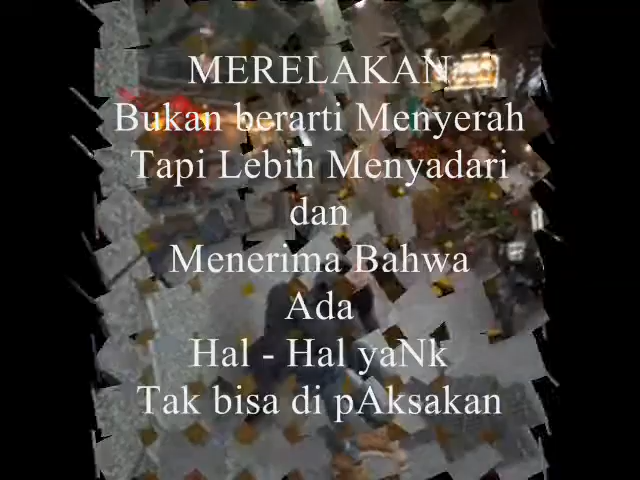 MERELAKAN
Bukan berarti Menyerah
Tapi Lebih Menyadari
dan
Menerima Bahwa
Ada
Hal - Hal yaNk
Tak bisa di pAksakan